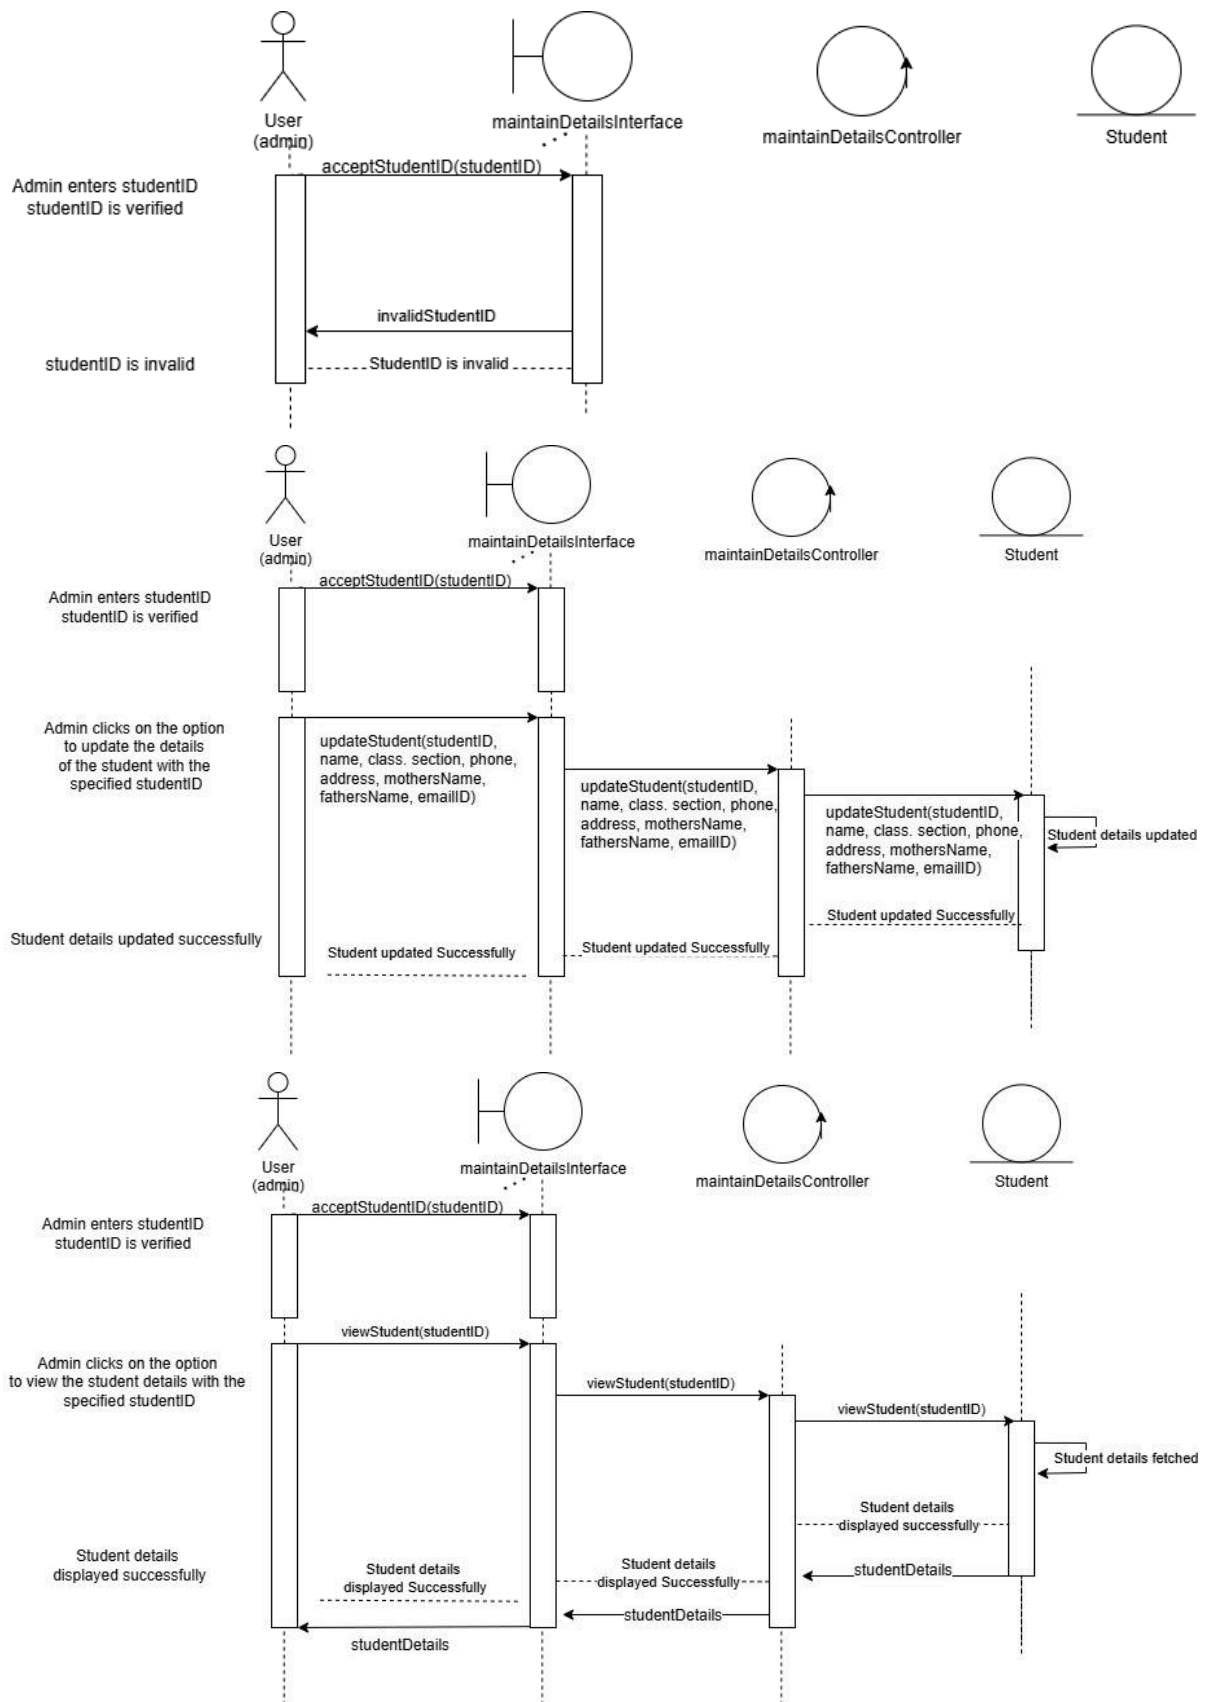 User
(admin)
maintainDetailsInterface
maintainDetailsController
Student
Admin enters studentID
studentID is verified
acceptStudentID(studentID)
invalidStudentID
studentID is invalid
StudentID is invalid
User
(admin)
maintainDetailsInterface
maintainDetailsController
Student
Admin enters studentID
studentID is verified
acceptStudentID(studentID)
Admin clicks on the option
to update the details
of the student with the
specified studentID
updateStudent(studentID,
name, class. section, phone,
address, mothersName,
fathersName, emailID)
updateStudent(studentID,
name, class. section, phone,
address, mothersName,
fathersName, emailID)
updateStudent(studentID,
name, class. section, phone,
address, mothersName,
fathersName, emailID)
Student details updated
Student updated Successfully
Student updated Successfully
Student updated Successfully
Student details updated successfully
User
(admin)
maintainDetailsInterface
maintainDetailsController
Student
Admin enters studentID
studentID is verified
acceptStudentID(studentID)
Admin clicks on the option
to view the student details with the
specified studentID
viewStudent(studentID)
viewStudent(studentID)
viewStudent(studentID)
Student details fetched
Student details
displayed successfully
studentDetails
Student details
displayed Successfully
studentDetails
Student details
displayed Successfully
studentDetails
Student details
displayed successfully